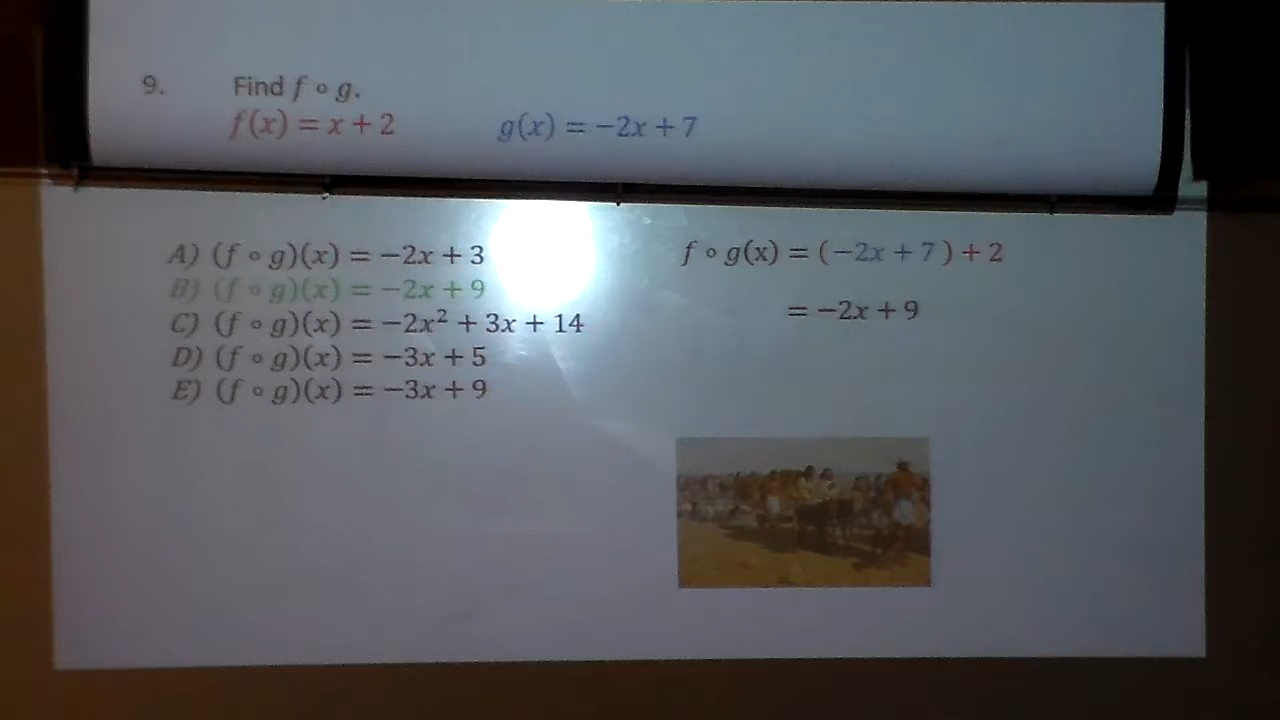 9. Find f ∘ g.
f(x) = x + 2 g(x) = −2x + 7
A) (f ∘ g)(x) = −2x + 3
B) (f ∘ g)(x) = −2x + 9
C) (f ∘ g)(x) = −2x² + 3x + 14
D) (f ∘ g)(x) = −3x + 5
E) (f ∘ g)(x) = −3x + 9
f ∘ g(x) = (−2x + 7 ) + 2
= −2x + 9